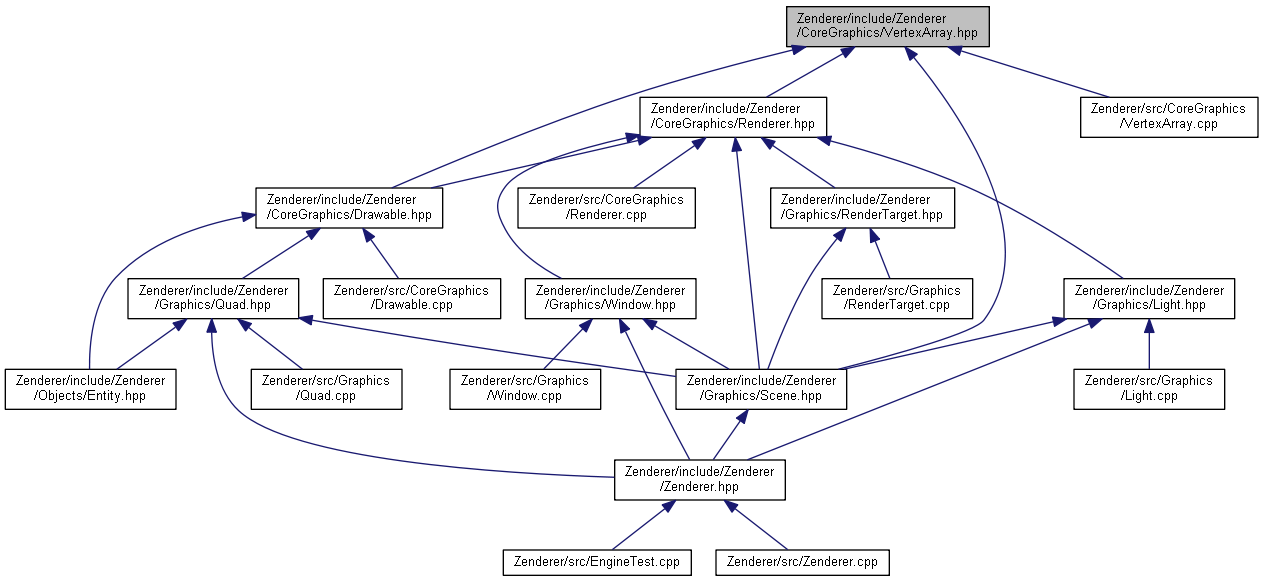 Zenderer/include/Zenderer
/CoreGraphics/VertexArray.hpp
Zenderer/include/Zenderer
/CoreGraphics/Renderer.hpp
Zenderer/src/CoreGraphics
/VertexArray.cpp
Zenderer/include/Zenderer
/CoreGraphics/Drawable.hpp
Zenderer/src/CoreGraphics
/Renderer.cpp
Zenderer/include/Zenderer
/Graphics/RenderTarget.hpp
Zenderer/include/Zenderer
/Graphics/Quad.hpp
Zenderer/src/CoreGraphics
/Drawable.cpp
Zenderer/include/Zenderer
/Graphics/Window.hpp
Zenderer/src/Graphics
/RenderTarget.cpp
Zenderer/include/Zenderer
/Graphics/Light.hpp
Zenderer/include/Zenderer
/Objects/Entity.hpp
Zenderer/src/Graphics
/Quad.cpp
Zenderer/src/Graphics
/Window.cpp
Zenderer/include/Zenderer
/Graphics/Scene.hpp
Zenderer/src/Graphics
/Light.cpp
Zenderer/include/Zenderer
/Zenderer.hpp
Zenderer/src/EngineTest.cpp
Zenderer/src/Zenderer.cpp